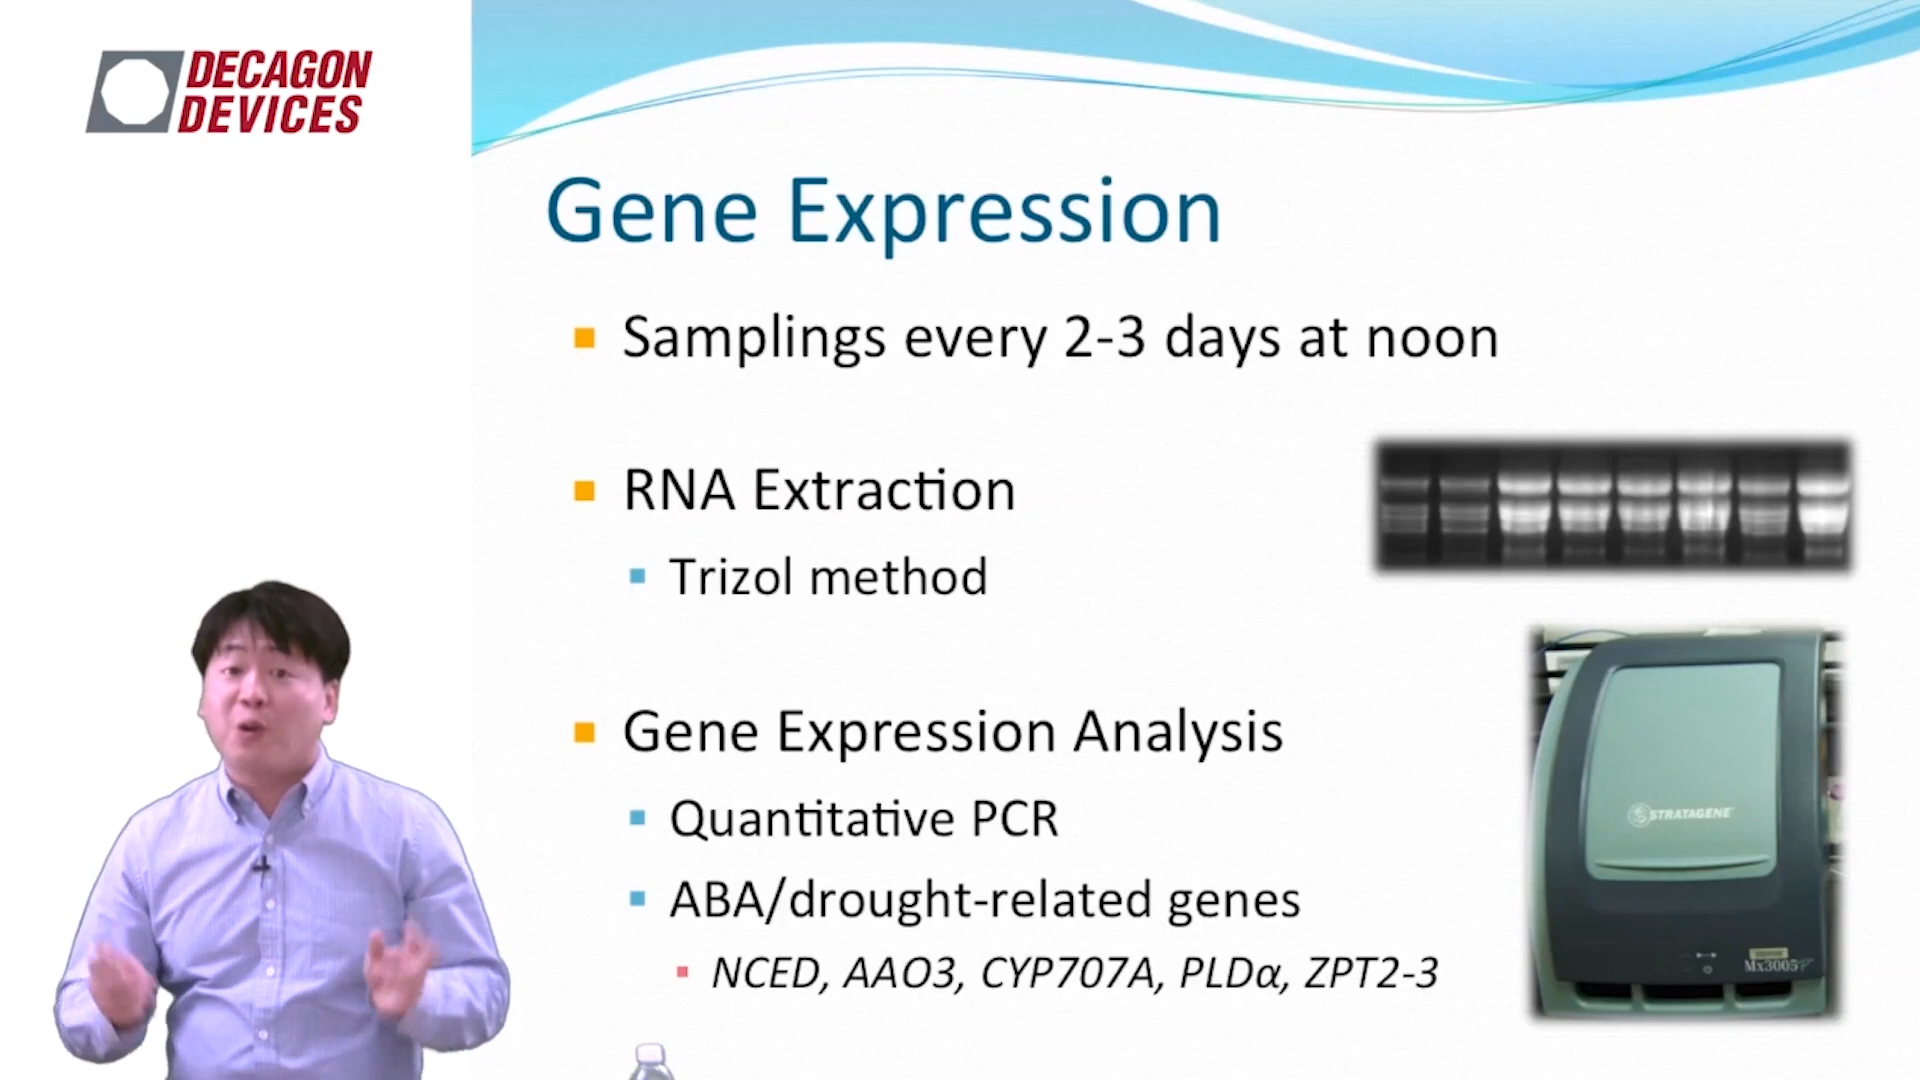 DECAGON
DEVICES
Gene Expression
Samplings every 2-3 days at noon
RNA Extraction
Trizol method
Gene Expression Analysis
Quantitative PCR
ABA/drought-related genes
NCED, AAO3, CYP707A, PLDα, ZPT2-3
STRATAGENE
Mx3005P